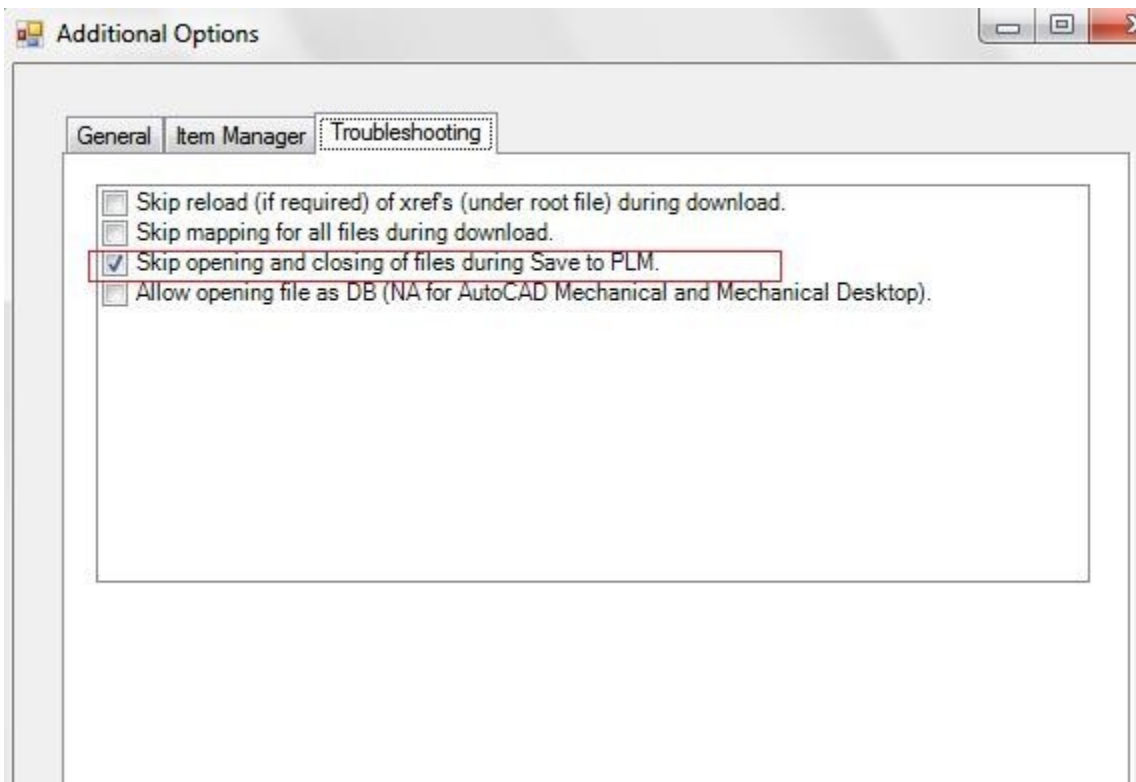 Additional Options
General Item Manager Troubleshooting
Skip reload (if required) of xref's (under root file) during download.
Skip mapping for all files during download.
Skip opening and closing of files during Save to PLM.
Allow opening file as DB (NA for AutoCAD Mechanical and Mechanical Desktop).